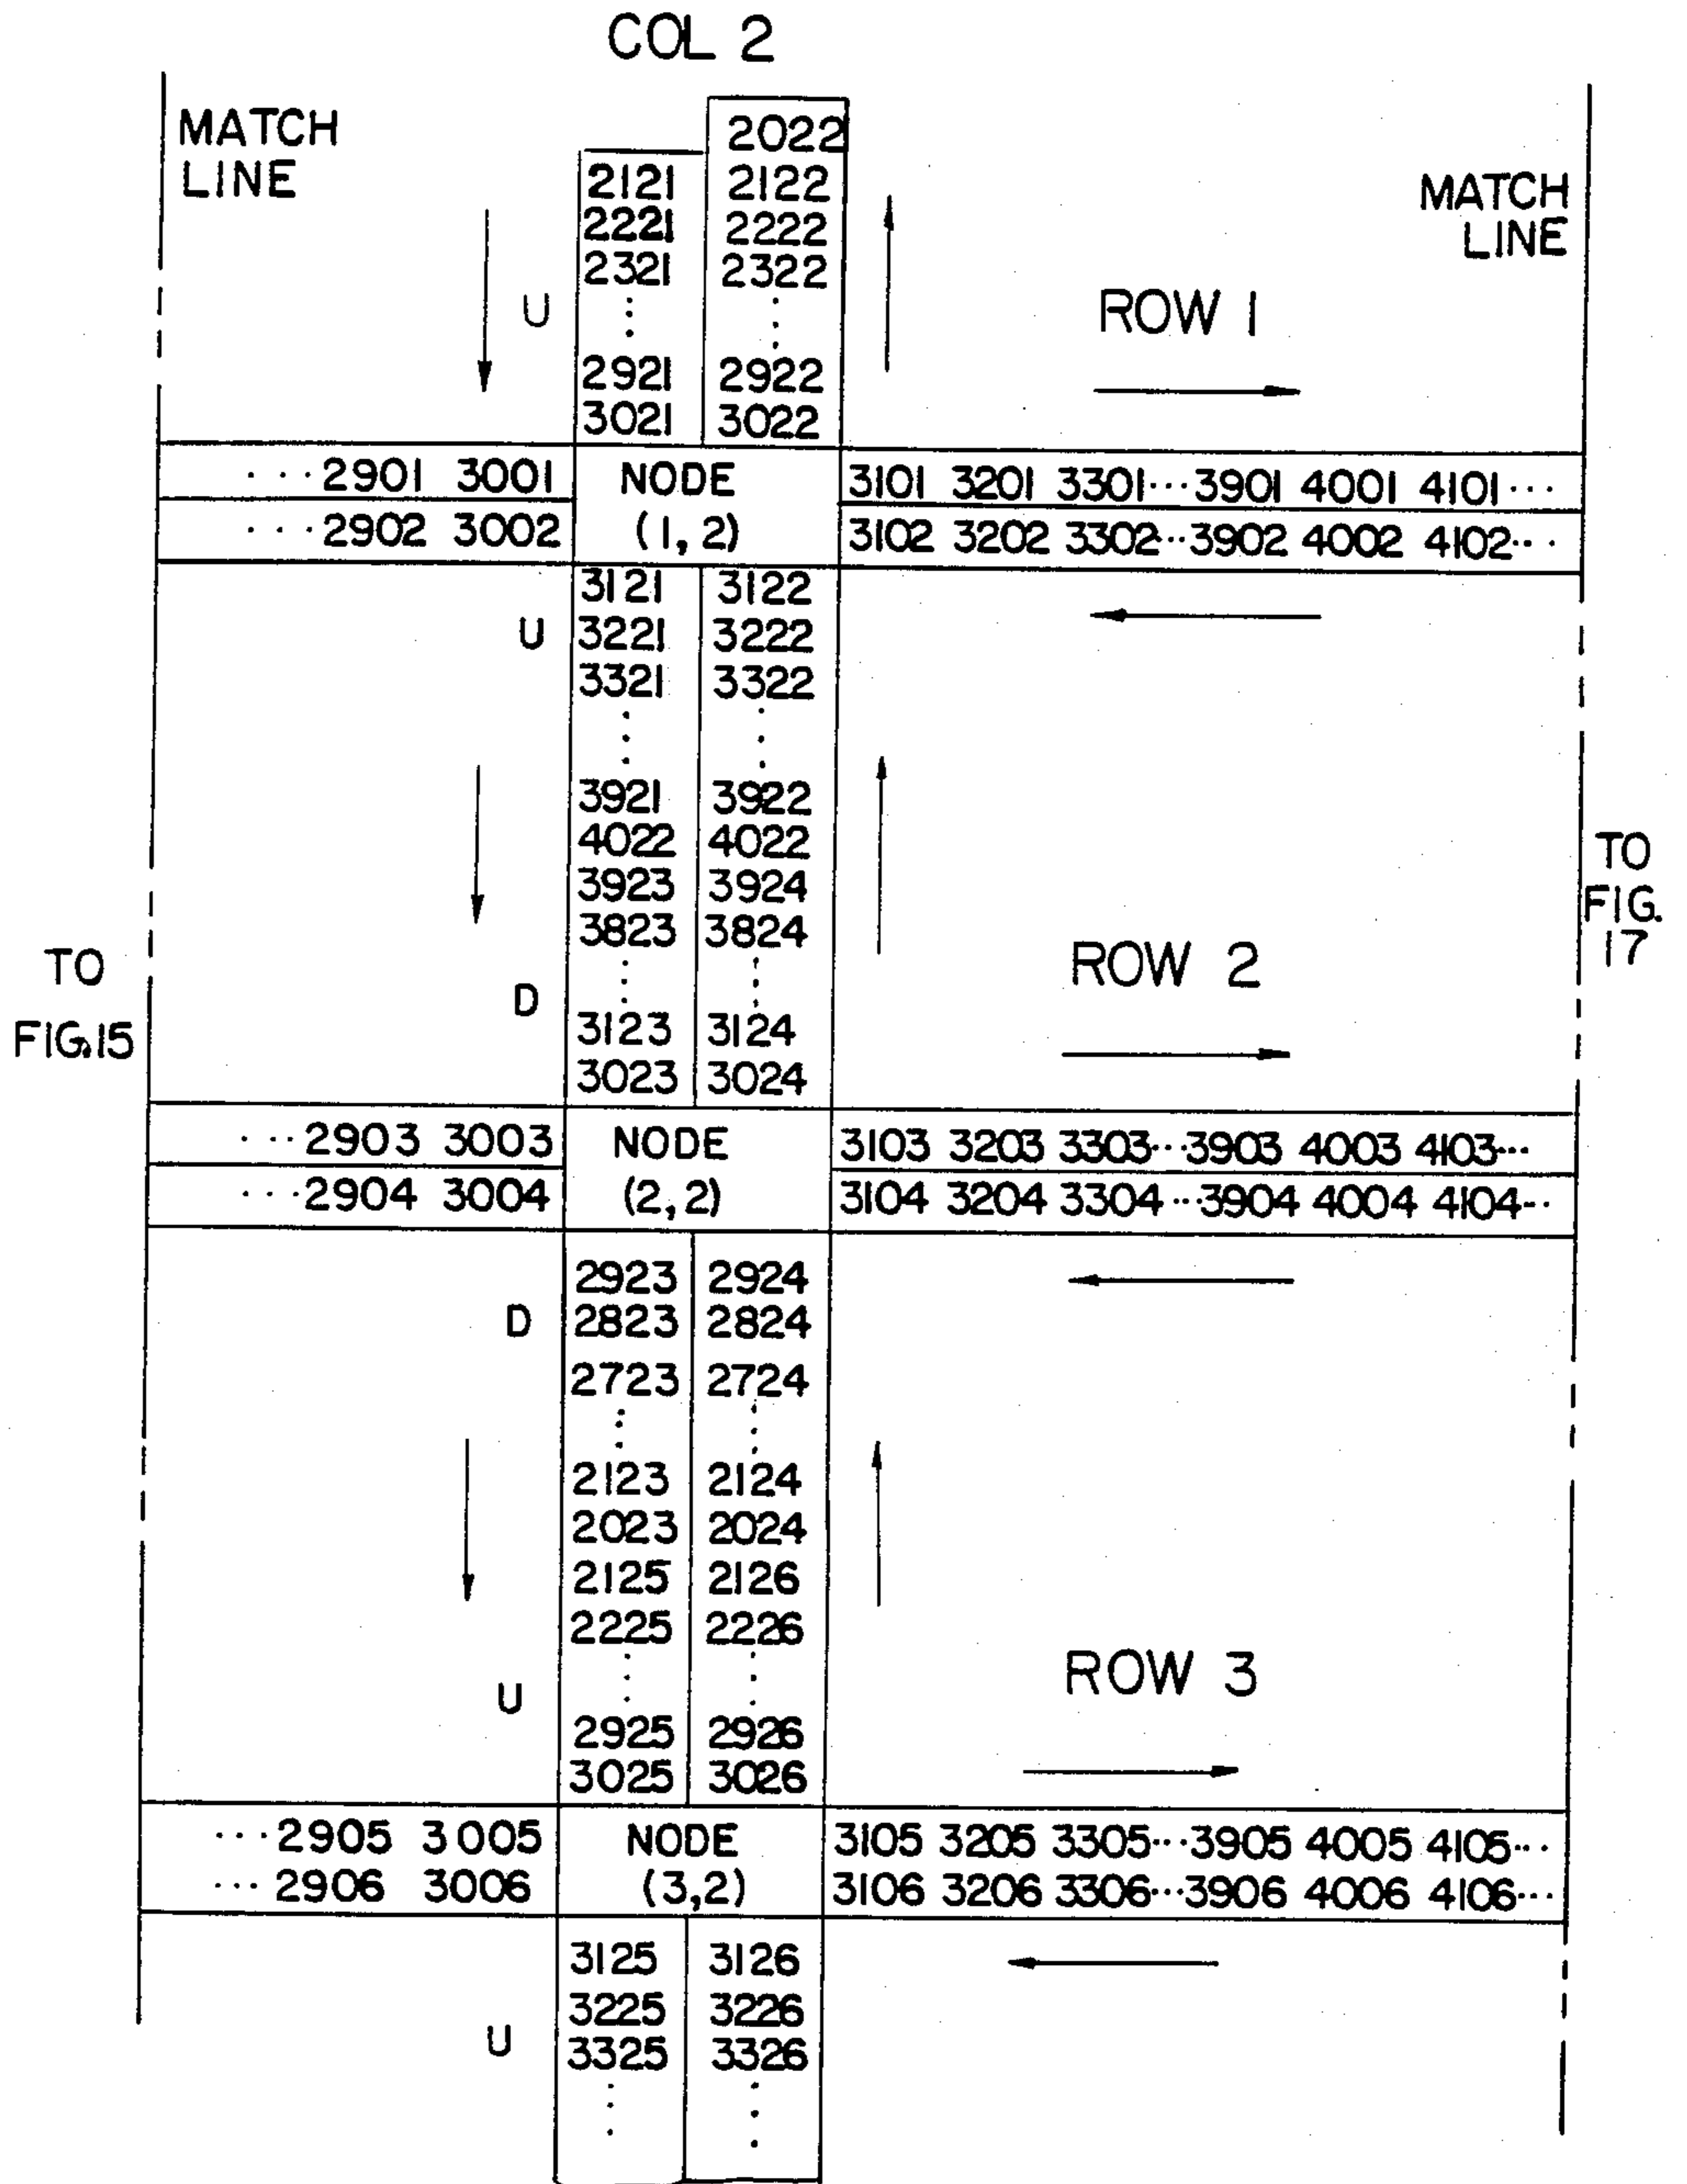 COL 2
MATCH
LINE
MATCH
LINE
2022
2121 2122
2221 2222
2321 2322
U
⋮ ⋮
ROW 1
2921 2922
3021 3022
···2901 3001 NODE 3101 3201 3301···3901 4001 4101···
···2902 3002 (1,2) 3102 3202 3302···3902 4002 4102···
3121 3122
U 3221 3222
3321 3322
⋮ ⋮
3921 3922
4022 4022
3923 3924
3823 3824
TO
FIG.
17
TO
FIG.15
ROW 2
D
⋮ ⋮
3123 3124
3023 3024
···2903 3003 NODE 3103 3203 3303···3903 4003 4103···
···2904 3004 (2,2) 3104 3204 3304···3904 4004 4104··
2923 2924
D 2823 2824
2723 2724
⋮ ⋮
2123 2124
2023 2024
2125 2126
2225 2226
U
⋮ ⋮
ROW 3
2925 2926
3025 3026
···2905 3005 NODE 3105 3205 3305···3905 4005 4105···
···2906 3006 (3,2) 3106 3206 3306···3906 4006 4106···
3125 3126
3225 3226
U 3325 3326
⋮ ⋮